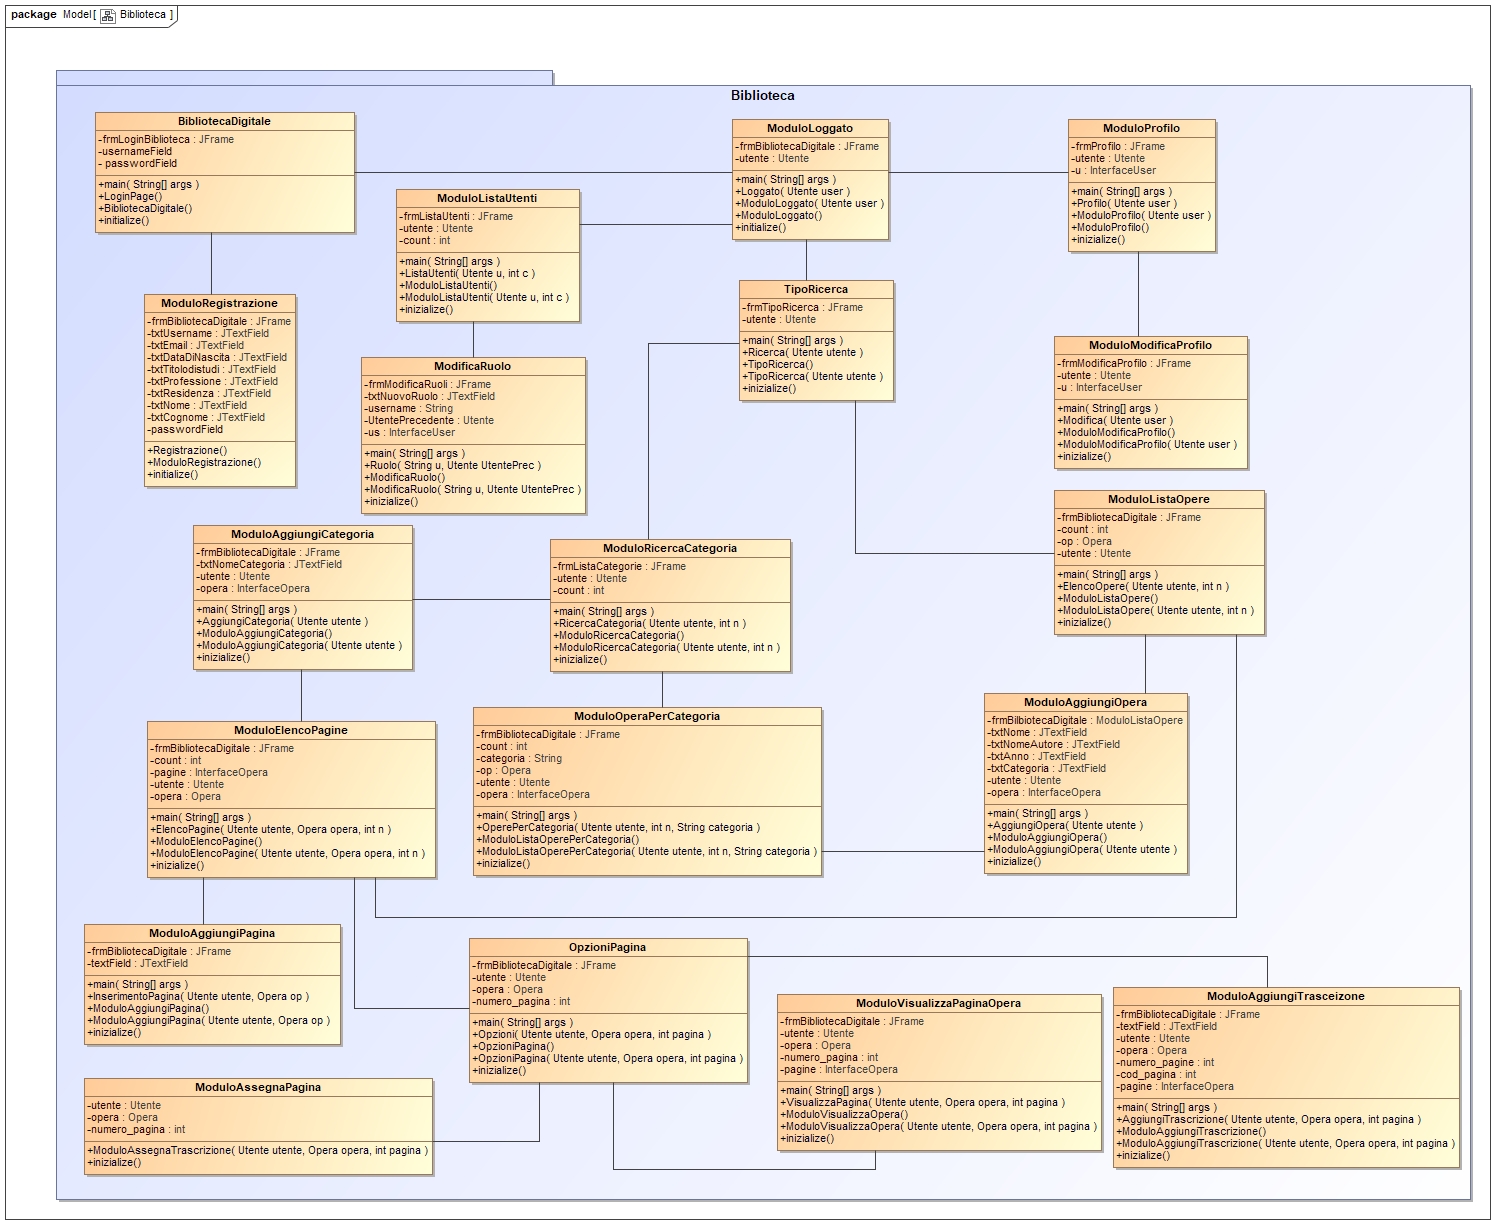 package Model[ Biblioteca ]
Biblioteca
BibliotecaDigitale
-frmLoginBiblioteca : JFrame
-usernameField
- passwordField
+main( String[] args )
+LoginPage()
+BibliotecaDigitale()
+initialize()
ModuloLoggato
-frmBibliotecaDigitale : JFrame
-utente : Utente
+main( String[] args )
+Loggato( Utente user )
+ModuloLoggato( Utente user )
+ModuloLoggato()
+initialize()
ModuloProfilo
-frmProfilo : JFrame
-utente : Utente
-u : InterfaceUser
+main( String[] args )
+Profilo( Utente user )
+ModuloProfilo( Utente user )
+ModuloProfilo()
+inizialize()
ModuloListaUtenti
-frmListaUtenti : JFrame
-utente : Utente
-count : int
+main( String[] args )
+ListaUtenti( Utente u, int c )
+ModuloListaUtenti()
+ModuloListaUtenti( Utente u, int c )
+inizialize()
ModuloRegistrazione
-frmBibliotecaDigitale : JFrame
-txtUsername : JTextField
-txtEmail : JTextField
-txtDataDiNascita : JTextField
-txtTitolodistudi : JTextField
-txtProfessione : JTextField
-txtResidenza : JTextField
-txtNome : JTextField
-txtCognome : JTextField
-passwordField
+Registrazione()
+ModuloRegistrazione()
+initialize()
TipoRicerca
-frmTipoRicerca : JFrame
-utente : Utente
+main( String[] args )
+Ricerca( Utente utente )
+TipoRicerca()
+TipoRicerca( Utente utente )
+inizialize()
ModificaRuolo
-frmModificaRuoli : JFrame
-txtNuovoRuolo : JTextField
-username : String
-UtentePrecedente : Utente
-us : InterfaceUser
+main( String[] args )
+Ruolo( String u, Utente UtentePrec )
+ModificaRuolo()
+ModificaRuolo( String u, Utente UtentePrec )
+inizialize()
ModuloModificaProfilo
-frmModificaProfilo : JFrame
-utente : Utente
-u : InterfaceUser
+main( String[] args )
+Modifica( Utente user )
+ModuloModificaProfilo()
+ModuloModificaProfilo( Utente user )
+inizialize()
ModuloListaOpere
-frmBibliotecaDigitale : JFrame
-count : int
-op : Opera
-utente : Utente
+main( String[] args )
+ElencoOpere( Utente utente, int n )
+ModuloListaOpere()
+ModuloListaOpere( Utente utente, int n )
+inizialize()
ModuloAggiungiCategoria
-frmBibliotecaDigitale : JFrame
-txtNomeCategoria : JTextField
-utente : Utente
-opera : InterfaceOpera
+main( String[] args )
+AggiungiCategoria( Utente utente )
+ModuloAggiungiCategoria()
+ModuloAggiungiCategoria( Utente utente )
+inizialize()
ModuloRicercaCategoria
-frmListaCategorie : JFrame
-utente : Utente
-count : int
+main( String[] args )
+RicercaCategoria( Utente utente, int n )
+ModuloRicercaCategoria()
+ModuloRicercaCategoria( Utente utente, int n )
+inizialize()
ModuloAggiungiOpera
-frmBilbiotecaDigitale : ModuloListaOpere
-txtNome : JTextField
-txtNomeAutore : JTextField
-txtAnno : JTextField
-txtCategoria : JTextField
-utente : Utente
-opera : InterfaceOpera
+main( String[] args )
+AggiungiOpera( Utente utente )
+ModuloAggiungiOpera()
+ModuloAggiungiOpera( Utente utente )
+inizialize()
ModuloOperaPerCategoria
-frmBibliotecaDigitale : JFrame
-count : int
-categoria : String
-op : Opera
-utente : Utente
-opera : InterfaceOpera
+main( String[] args )
+OperePerCategoria( Utente utente, int n, String categoria )
+ModuloListaOperePerCategoria()
+ModuloListaOperePerCategoria( Utente utente, int n, String categoria )
+inizialize()
ModuloElencoPagine
-frmBibliotecaDigitale : JFrame
-count : int
-pagine : InterfaceOpera
-utente : Utente
-opera : Opera
+main( String[] args )
+ElencoPagine( Utente utente, Opera opera, int n )
+ModuloElencoPagine()
+ModuloElencoPagine( Utente utente, Opera opera, int n )
+inizialize()
ModuloAggiungiPagina
-frmBibliotecaDigitale : JFrame
-textField : JTextField
+main( String[] args )
+InserimentoPagina( Utente utente, Opera op )
+ModuloAggiungiPagina()
+ModuloAggiungiPagina( Utente utente, Opera op )
+inizialize()
OpzioniPagina
-frmBibliotecaDigitale : JFrame
-utente : Utente
-opera : Opera
-numero_pagina : int
+main( String[] args )
+Opzioni( Utente utente, Opera opera, int pagina )
+OpzioniPagina()
+OpzioniPagina( Utente utente, Opera opera, int pagina )
+inizialize()
ModuloVisualizzaPaginaOpera
-frmBibliotecaDigitale : JFrame
-utente : Utente
-opera : Opera
-numero_pagina : int
-pagine : InterfaceOpera
+main( String[] args )
+VisualizzaPagina( Utente utente, Opera opera, int pagina )
+ModuloVisualizzaOpera()
+ModuloVisualizzaOpera( Utente utente, Opera opera, int pagina )
+inizialize()
ModuloAggiungiTrasceizone
-frmBibliotecaDigitale : JFrame
-textField : JTextField
-utente : Utente
-opera : Opera
-numero_pagine : int
-cod_pagina : int
-pagine : InterfaceOpera
+main( String[] args )
+AggiungiTrascrizione( Utente utente, Opera opera, int pagina )
+ModuloAggiungiTrascrizione()
+ModuloAggiungiTrascrizione( Utente utente, Opera opera, int pagina )
+inizialize()
ModuloAssegnaPagina
-utente : Utente
-opera : Opera
-numero_pagina : int
+ModuloAssegnaTrascrizione( Utente utente, Opera opera, int pagina )
+inizialize()